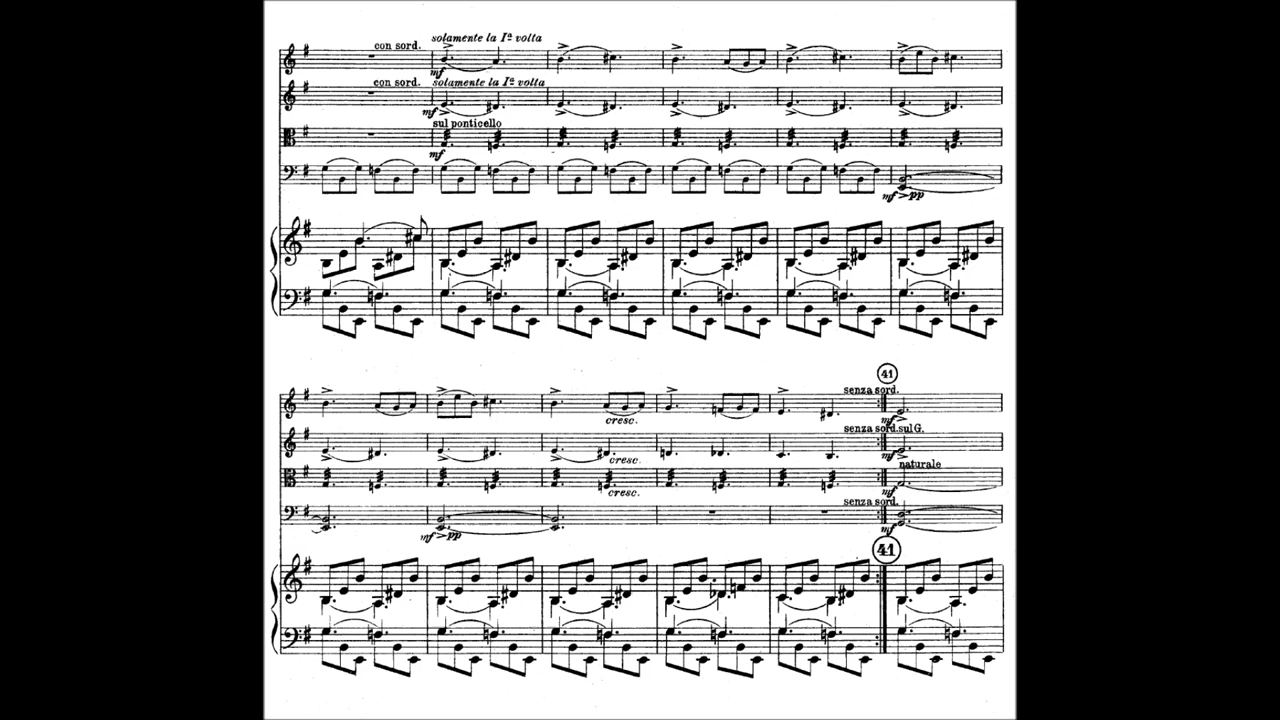 solamente la Iª volta
con sord.
mf
con sord. solamente la Iª volta
mf
sul ponticello
mf
mf pp
41
senza sord.
cresc.
mf
senza sord. sul G.
cresc.
mf
naturale
cresc.
mf
senza sord.
mf pp
mf
41